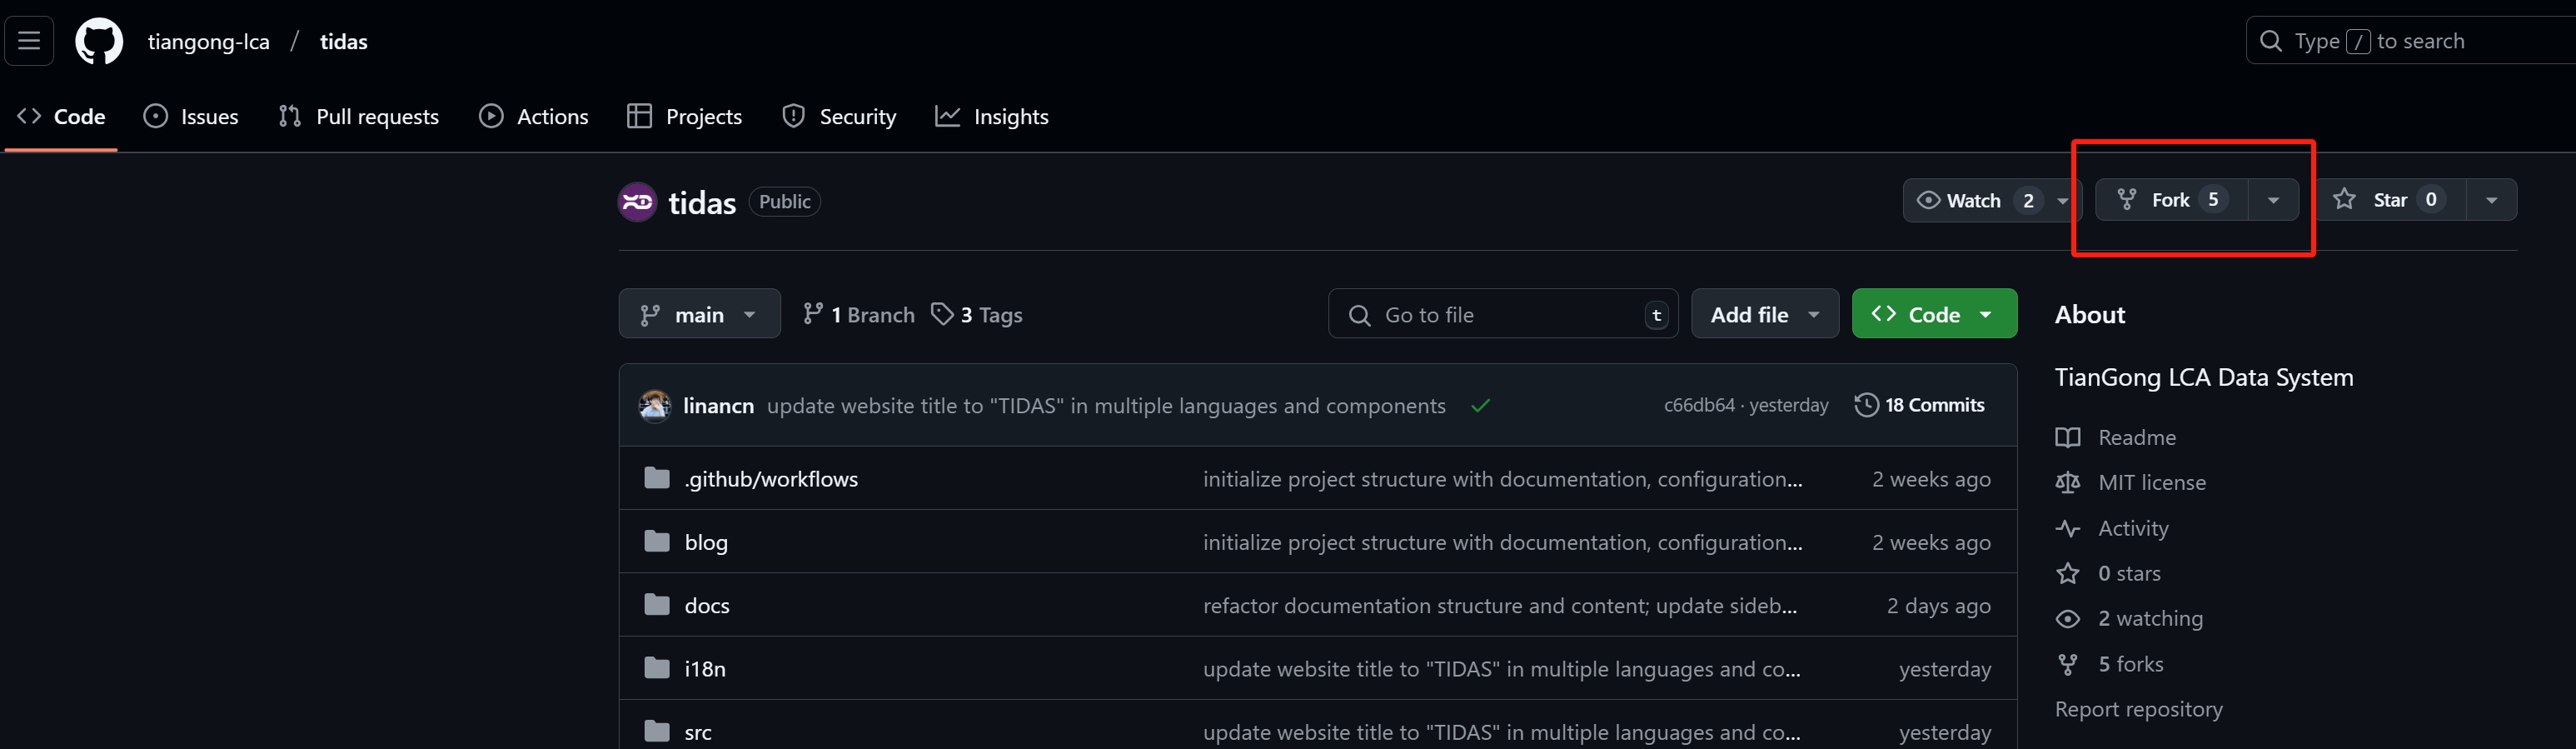 tiangong-lca / tidas
Type / to search
Code Issues Pull requests Actions Projects Security Insights
tidas Public
Watch 2 Fork 5 Star 0
main 1 Branch 3 Tags Go to file t Add file Code
About
TianGong LCA Data System
linancn update website title to "TIDAS" in multiple languages and components c66db64 · yesterday 18 Commits
.github/workflows initialize project structure with documentation, configuration... 2 weeks ago
blog initialize project structure with documentation, configuration... 2 weeks ago
docs refactor documentation structure and content; update sideb... 2 days ago
i18n update website title to "TIDAS" in multiple languages and co... yesterday
src update website title to "TIDAS" in multiple languages and co... yesterday
Readme
MIT license
Activity
0 stars
2 watching
5 forks
Report repository